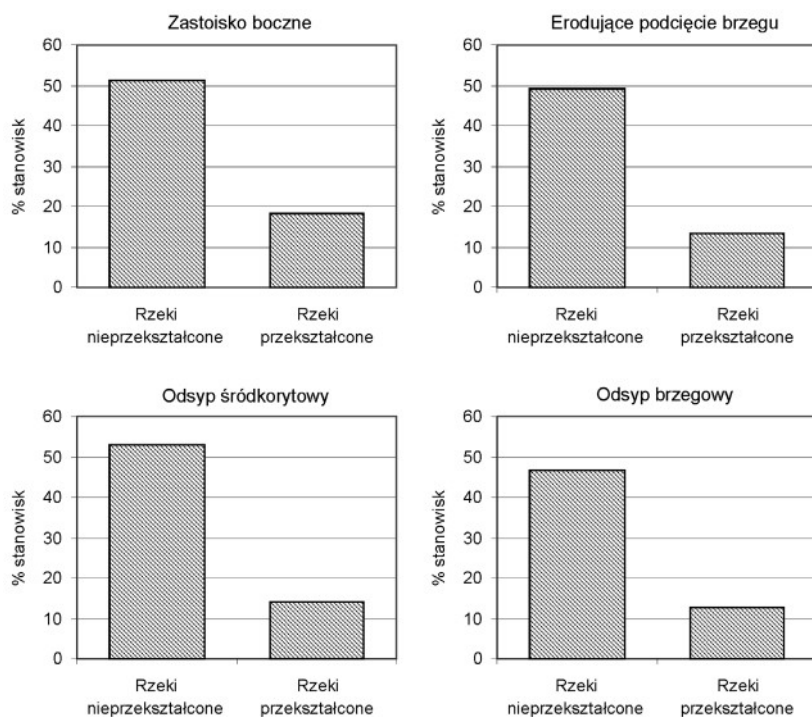 Zastoisko boczne
60
50
40
30
20
10
0
% stanowisk
Rzeki
nieprzekształcone
Rzeki
przekształcone
Erodujące podcięcie brzegu
60
50
40
30
20
10
0
% stanowisk
Rzeki
nieprzekształcone
Rzeki
przekształcone
Odsyp śródkorytowy
60
50
40
30
20
10
0
% stanowisk
Rzeki
nieprzekształcone
Rzeki
przekształcone
Odsyp brzegowy
60
50
40
30
20
10
0
% stanowisk
Rzeki
nieprzekształcone
Rzeki
przekształcone